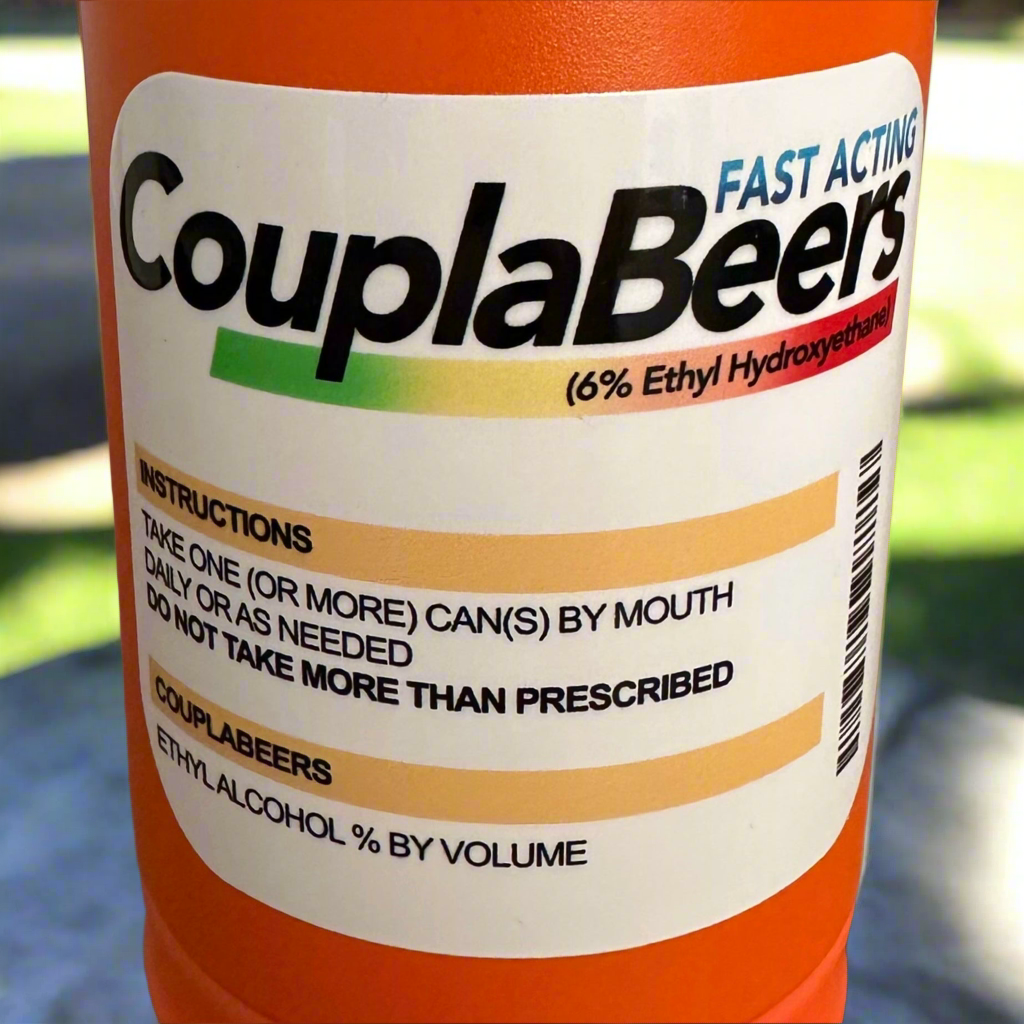 FAST ACTING
CouplaBeers
(6% Ethyl Hydroxyethane)
INSTRUCTIONS
TAKE ONE (OR MORE) CAN(S) BY MOUTH
DAILY OR AS NEEDED
DO NOT TAKE MORE THAN PRESCRIBED
COUPLABEERS
ETHYL ALCOHOL % BY VOLUME